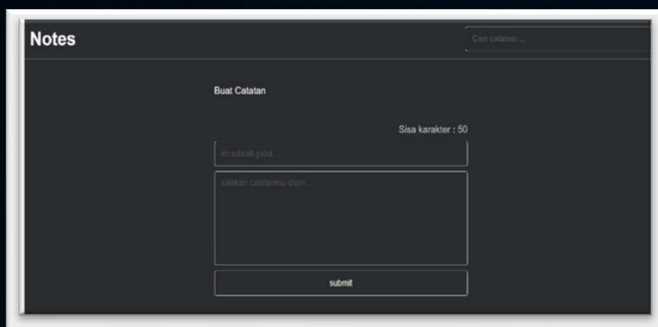 Notes
Cari catatan ...
Buat Catatan
Sisa karakter : 50
Ini adalah judul ...
Tuliskan catatanmu disini ...
submit